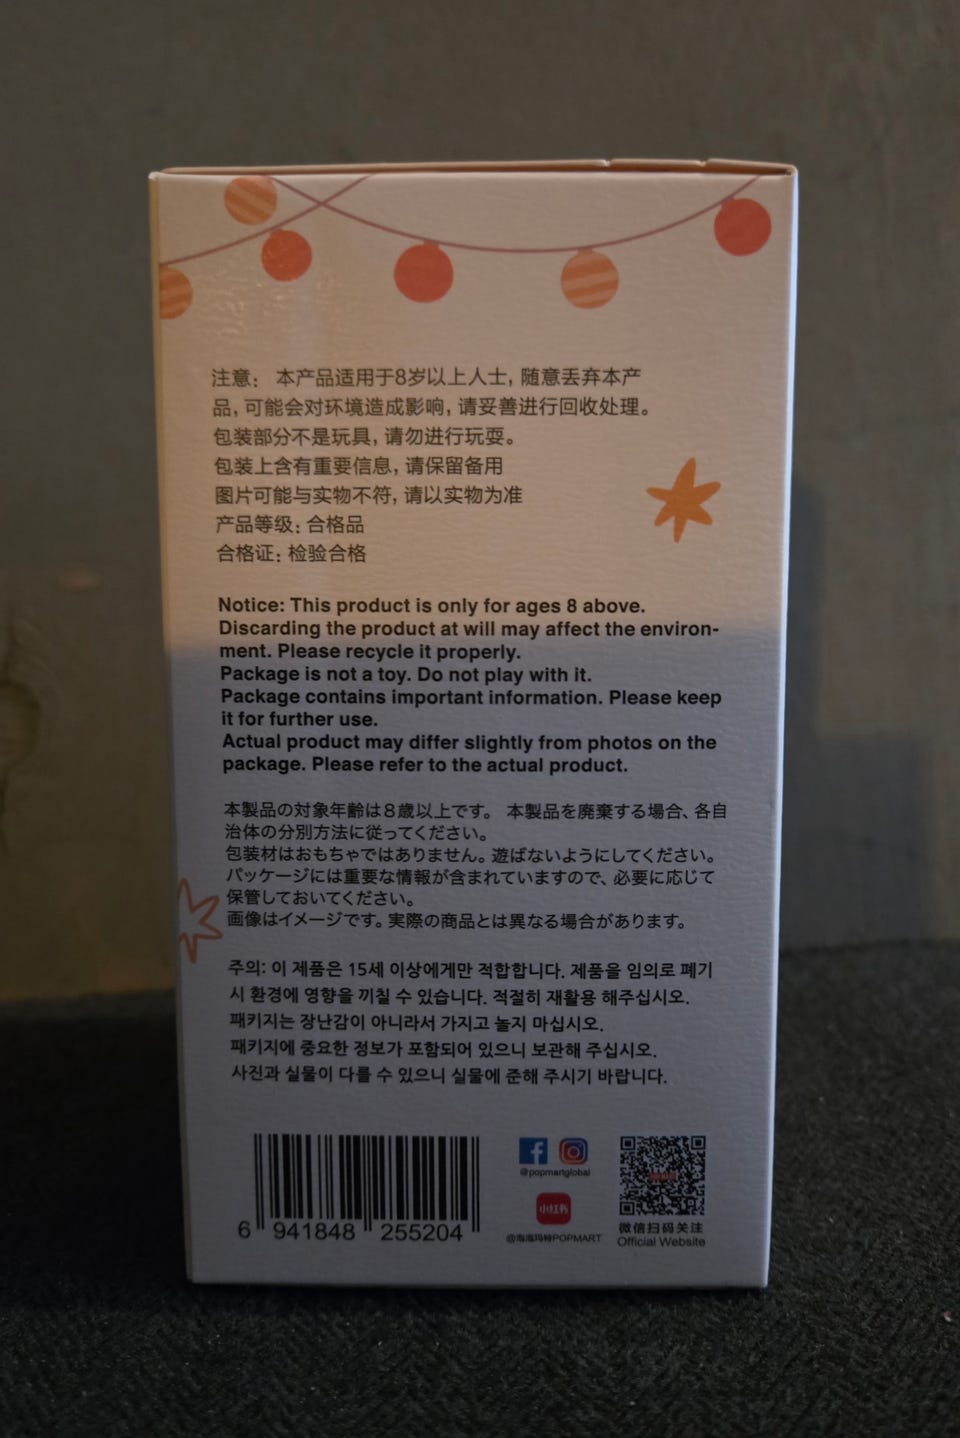 注意： 本产品适用于8岁以上人士，随意丢弃本产
品，可能会对环境造成影响，请妥善进行回收处理。
包装部分不是玩具，请勿进行玩耍。
包装上含有重要信息，请保留备用
图片可能与实物不符，请以实物为准
产品等级：合格品
合格证：检验合格
Notice: This product is only for ages 8 above.
Discarding the product at will may affect the environ-
ment. Please recycle it properly.
Package is not a toy. Do not play with it.
Package contains important information. Please keep
it for further use.
Actual product may differ slightly from photos on the
package. Please refer to the actual product.
本製品の対象年齢は８歳以上です。 本製品を廃棄する場合、各自
治体の分別方法に従ってください。
包装材はおもちゃではありません。遊ばないようにしてください。
パッケージには重要な情報が含まれていますので、必要に応じて
保管しておいてください。
画像はイメージです。実際の商品とは異なる場合があります。
주의: 이 제품은 15세 이상에게만 적합합니다. 제품을 임의로 폐기
시 환경에 영향을 끼칠 수 있습니다. 적절히 재활용 해주십시오.
패키지는 장난감이 아니라서 가지고 놀지 마십시오.
패키지에 중요한 정보가 포함되어 있으니 보관해 주십시오.
사진과 실물이 다를 수 있으니 실물에 준해 주시기 바랍니다.
6 941848 255204
@popmartglobal
小红书
@泡泡玛特POPMART
微信扫码关注
Official Website